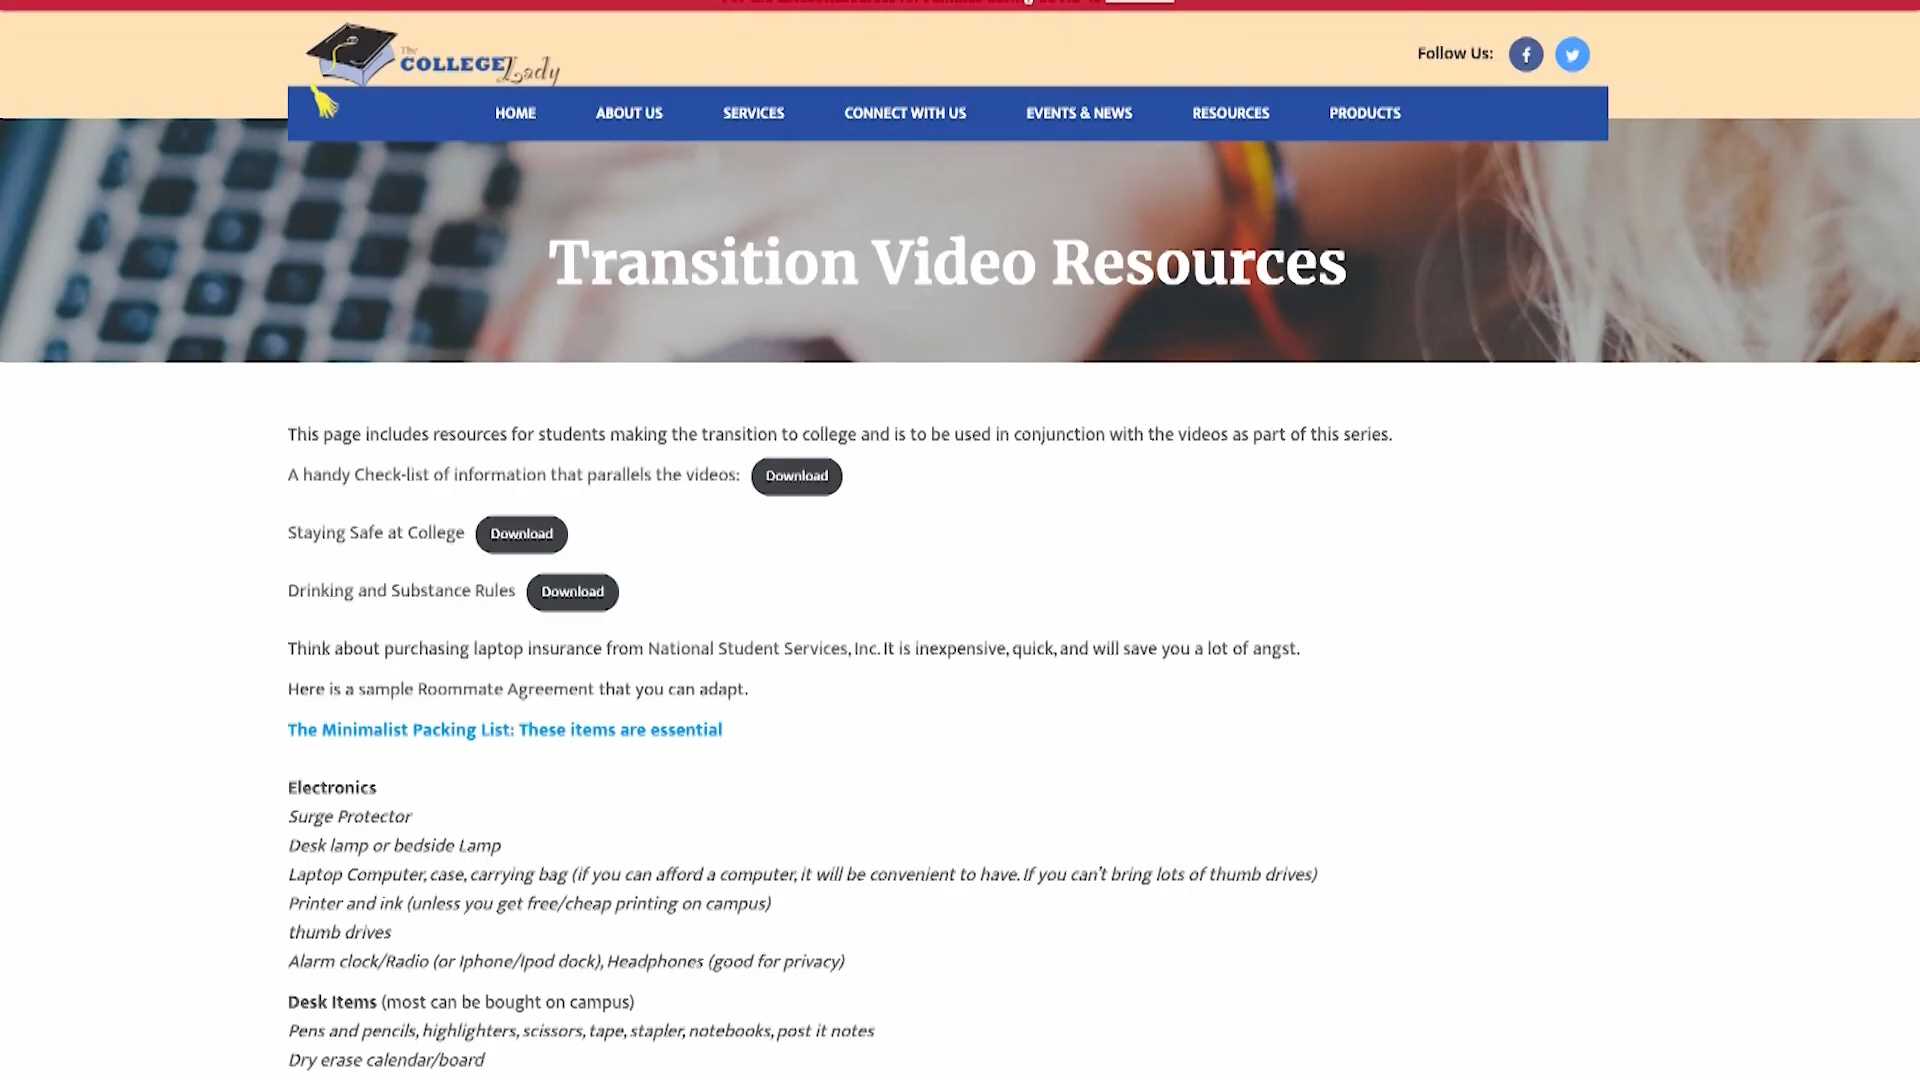 The
COLLEGE Lady
Follow Us:
HOME ABOUT US SERVICES CONNECT WITH US EVENTS & NEWS RESOURCES PRODUCTS
Transition Video Resources
This page includes resources for students making the transition to college and is to be used in conjunction with the videos as part of this series.
A handy Check-list of information that parallels the videos: Download
Staying Safe at College Download
Drinking and Substance Rules Download
Think about purchasing laptop insurance from National Student Services, Inc. It is inexpensive, quick, and will save you a lot of angst.
Here is a sample Roommate Agreement that you can adapt.
The Minimalist Packing List: These items are essential
Electronics
Surge Protector
Desk lamp or bedside Lamp
Laptop Computer, case, carrying bag (if you can afford a computer, it will be convenient to have. If you can't bring lots of thumb drives)
Printer and ink (unless you get free/cheap printing on campus)
thumb drives
Alarm clock/Radio (or Iphone/Ipod dock), Headphones (good for privacy)
Desk Items (most can be bought on campus)
Pens and pencils, highlighters, scissors, tape, stapler, notebooks, post it notes
Dry erase calendar/board